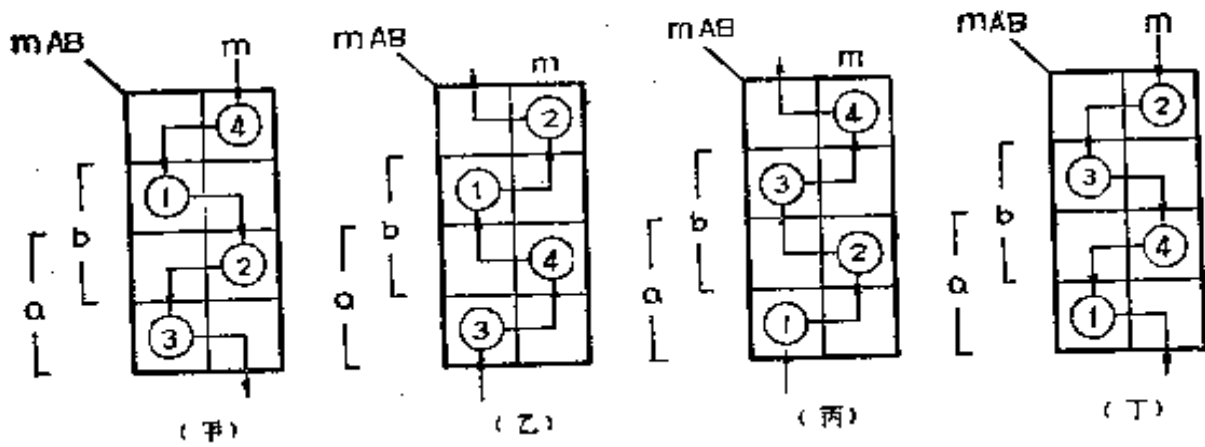 mAB m
④
①
②
③
b
a
(甲)
mAB m
②
①
④
③
b
a
(乙)
mAB m
④
③
②
①
b
a
(丙)
mAB m
②
③
④
①
b
a
(丁)